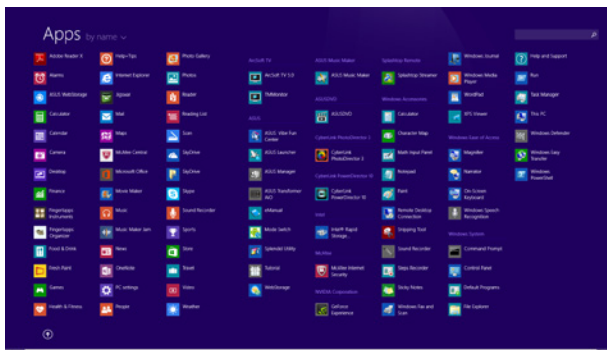 Apps by name
Adobe Reader X
Alarms
ASUS WebStorage
Calculator
Calendar
Camera
Desktop
Finance
Fingertapps Instruments
Fingertapps Organizer
Food & Drink
Fresh Paint
Games
Health & Fitness
Help+Tips
Internet Explorer
Jigsaw
Mail
Maps
McAfee Central
Microsoft Office
Movie Maker
Music
Music Maker Jam
News
OneNote
PC settings
People
Photo Gallery
Photos
Reader
Reading List
Scan
SkyDrive
SkyDrive
Skype
Sound Recorder
Sports
Store
Travel
Video
Weather
ArcSoft TV
ArcSoft TV 5.0
TVMonitor
ASUS
ASUS Vibe Fun Center
ASUS Launcher
ASUS Manager
ASUS Transformer AiO
eManual
Mode Switch
Splendid Utility
Tutorial
WebStorage
ASUS Music Maker
ASUS Music Maker
ASUSDVD
ASUSDVD
CyberLink PhotoDirector 3
CyberLink PhotoDirector 3
CyberLink PowerDirector 10
CyberLink PowerDirector 10
Intel
Intel® Rapid Storage...
McAfee
McAfee Internet Security
NVIDIA Corporation
GeForce Experience
Splashtop Remote
Splashtop Streamer
Windows Accessories
Calculator
Character Map
Math Input Panel
Notepad
Paint
Remote Desktop Connection
Snipping Tool
Sound Recorder
Steps Recorder
Sticky Notes
Windows Fax and Scan
Windows Journal
Windows Media Player
WordPad
XPS Viewer
Windows Ease of Access
Magnifier
Narrator
On-Screen Keyboard
Windows Speech Recognition
Windows System
Command Prompt
Control Panel
Default Programs
File Explorer
Help and Support
Run
Task Manager
This PC
Windows Defender
Windows Easy Transfer
Windows PowerShell